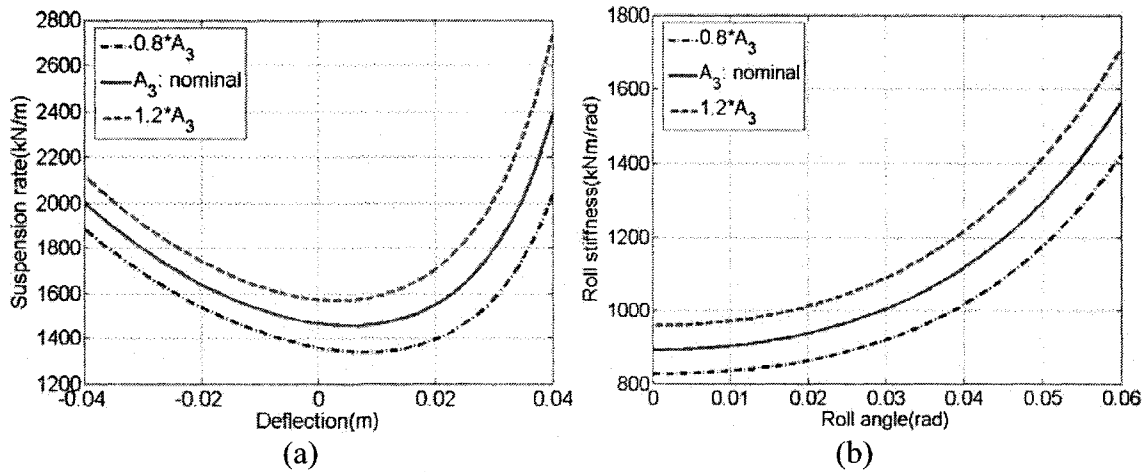 Suspension rate(kN/m)
2800
2600
2400
2200
2000
1800
1600
1400
1200
0.8*A3
A3: nominal
1.2*A3
-0.04
-0.02
0
0.02
0.04
Deflection(m)
(a)
Roll stiffness(kNm/rad)
1800
1600
1400
1200
1000
800
0.8*A3
A3: nominal
1.2*A3
0
0.01
0.02
0.03
0.04
0.05
0.06
Roll angle(rad)
(b)